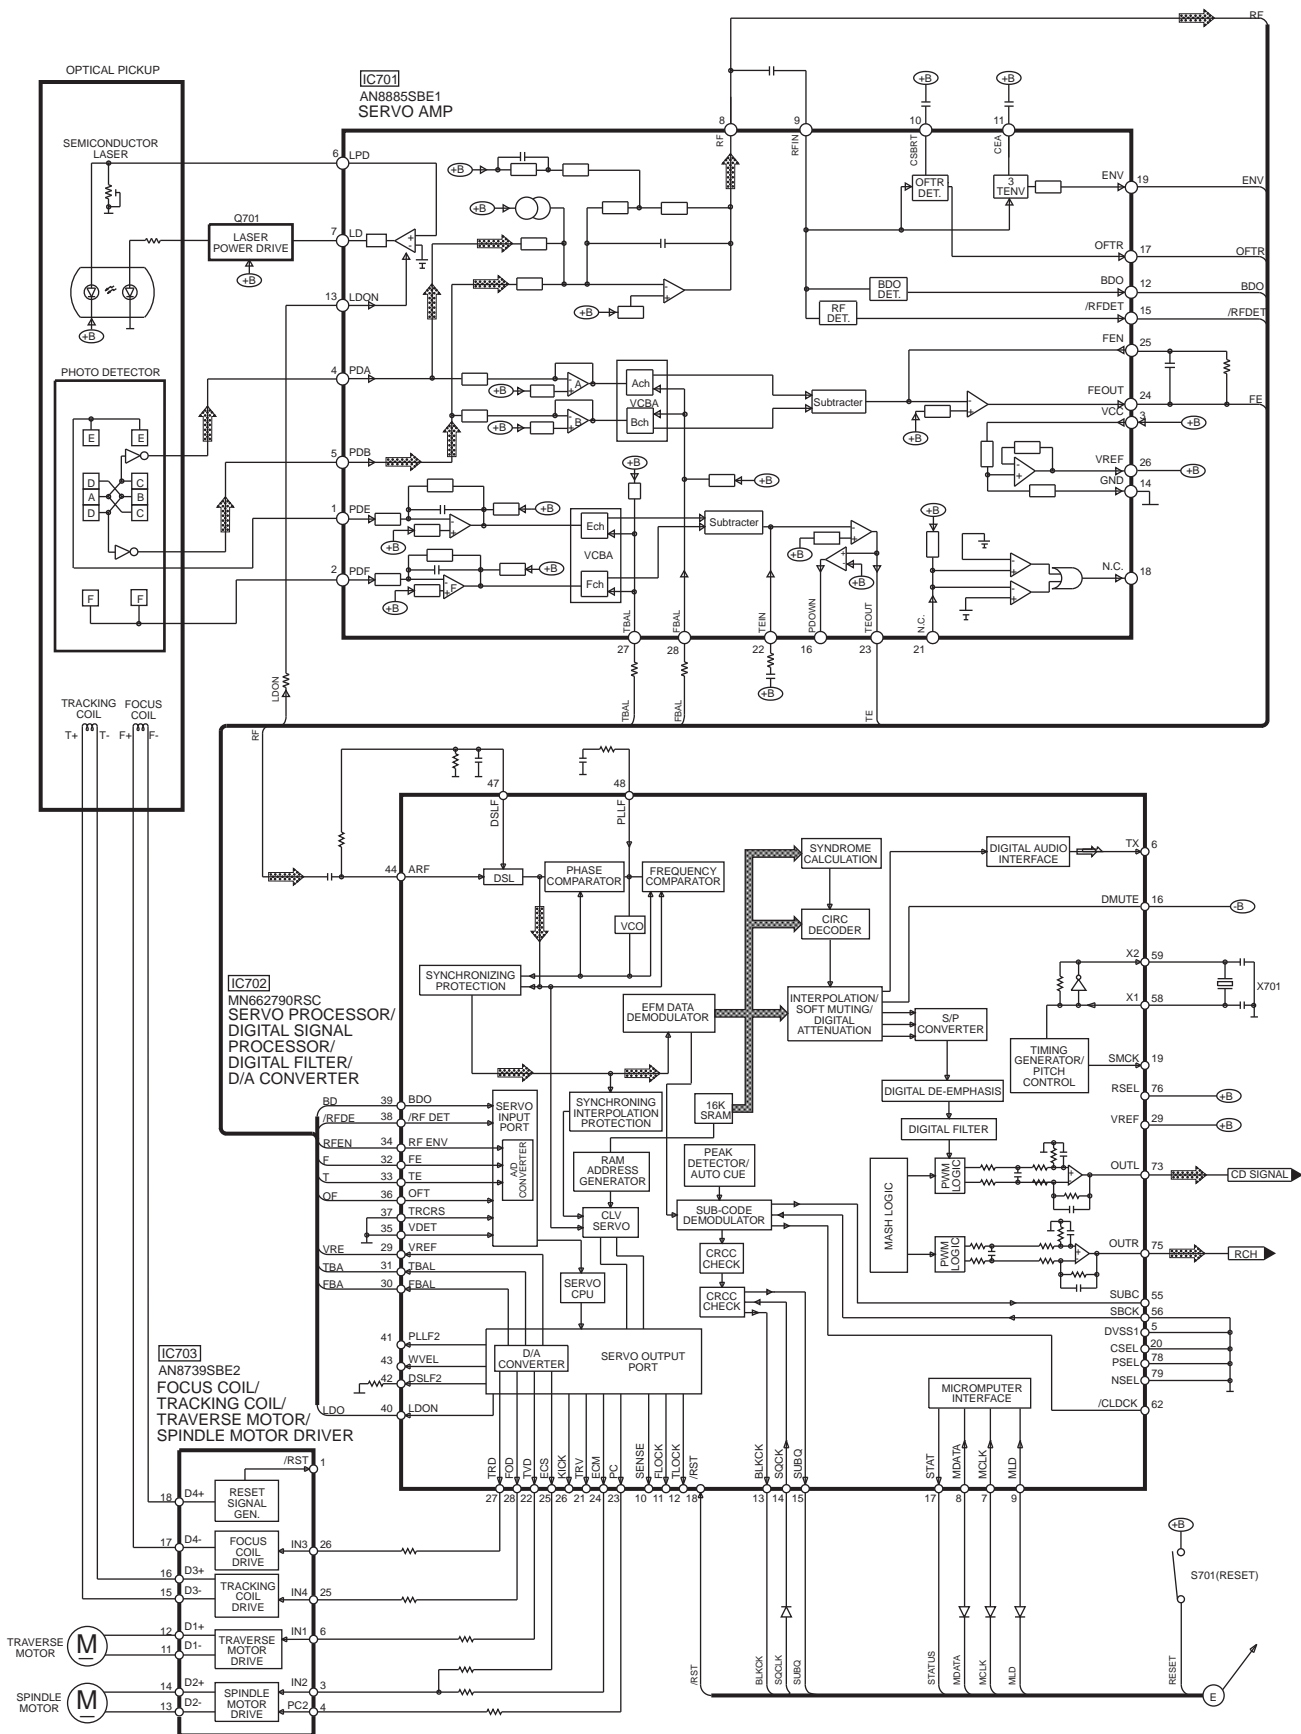 RF
OPTICAL PICKUP
IC701
AN8885SBE1
SERVO AMP
+B
+B
8
9
10
11
RF
RFIN
CSBRT
CEA
SEMICONDUCTOR
LASER
6
LPD
+B
OFTR
DET.
3
TENV
ENV
19
ENV
Q701
LASER
POWER DRIVE
7
LD
+B
+B
OFTR
17
OFTR
13
LDON
+B
+B
BDO
DET.
BDO
12
BDO
RF
DET.
/RFDET
15
/RFDET
FEN
25
PHOTO DETECTOR
4
PDA
+B
A
Ach
VCBA
Bch
Subtracter
FEOUT
24
FE
+B
B
+B
VCC
3
+B
E
E
5
PDB
+B
+B
VREF
26
+B
GND
14
D
A
D
C
B
C
1
PDE
+B
+B
Ech
VCBA
Fch
Subtracter
+B
+B
+B
2
PDF
F
+B
+B
N.C.
18
F
F
TBAL
FBAL
TEIN
PDOWN
TEOUT
N.C.
27
28
22
16
23
21
+B
LDON
TBAL
FBAL
TE
RF
TRACKING
COIL
FOCUS
COIL
T+
T-
F+
F-
47
48
DSLF
PLLF
44
ARF
DSL
PHASE
COMPARATOR
FREQUENCY
COMPARATOR
VCO
SYNDROME
CALCULATION
DIGITAL AUDIO
INTERFACE
TX
6
CIRC
DECODER
DMUTE
16
-B
X2
59
X701
X1
58
IC702
MN662790RSC
SERVO PROCESSOR/
DIGITAL SIGNAL
PROCESSOR/
DIGITAL FILTER/
D/A CONVERTER
SYNCHRONIZING
PROTECTION
EFM DATA
DEMODULATOR
INTERPOLATION/
SOFT MUTING/
DIGITAL
ATTENUATION
S/P
CONVERTER
TIMING
GENERATOR/
PITCH
CONTROL
SMCK
19
RSEL
76
+B
VREF
29
+B
DIGITAL DE-EMPHASIS
DIGITAL FILTER
BD
39
BDO
/RFDE
38
/RF DET
RFEN
34
RF ENV
F
32
FE
T
33
TE
OF
36
OFT
37
TRCRS
35
VDET
VRE
29
VREF
TBA
31
TBAL
FBA
30
FBAL
SERVO
INPUT
PORT
A/D
CONVERTER
SYNCHRONING
INTERPOLATION
PROTECTION
16K
SRAM
RAM
ADDRESS
GENERATOR
PEAK
DETECTOR/
AUTO CUE
CLV
SERVO
SUB-CODE
DEMODULATOR
CRCC
CHECK
CRCC
CHECK
SERVO
CPU
MASH LOGIC
PWM
LOGIC
PWM
LOGIC
OUTL
73
CD SIGNAL
OUTR
75
RCH
SUBC
55
SBCK
56
DVSS1
5
CSEL
20
PSEL
78
NSEL
79
/CLDCK
62
41
PLLF2
43
WVEL
42
DSLF2
LDO
40
LDON
D/A
CONVERTER
SERVO OUTPUT
PORT
MICROMPUTER
INTERFACE
IC703
AN8739SBE2
FOCUS COIL/
TRACKING COIL/
TRAVERSE MOTOR/
SPINDLE MOTOR DRIVER
TRD
FOD
TVD
ECS
KICK
TRV
ECM
PC
SENSE
FLOCK
TLOCK
/RST
BLKCK
SQCK
SUBQ
STAT
MDATA
MCLK
MLD
27
28
22
25
26
21
24
23
10
11
12
18
13
14
15
17
8
7
9
/RST
1
18
D4+
RESET
SIGNAL
GEN.
17
D4-
FOCUS
COIL
DRIVE
IN3
26
16
D3+
15
D3-
TRACKING
COIL
DRIVE
IN4
25
TRAVERSE
MOTOR
M
12
D1+
11
D1-
TRAVERSE
MOTOR
DRIVE
IN1
6
SPINDLE
MOTOR
M
14
D2+
13
D2-
SPINDLE
MOTOR
DRIVE
IN2
3
PC2
4
+B
S701(RESET)
/RST
BLKCK
SQCLK
SUBQ
STATUS
MDATA
MCLK
MLD
RESET
E